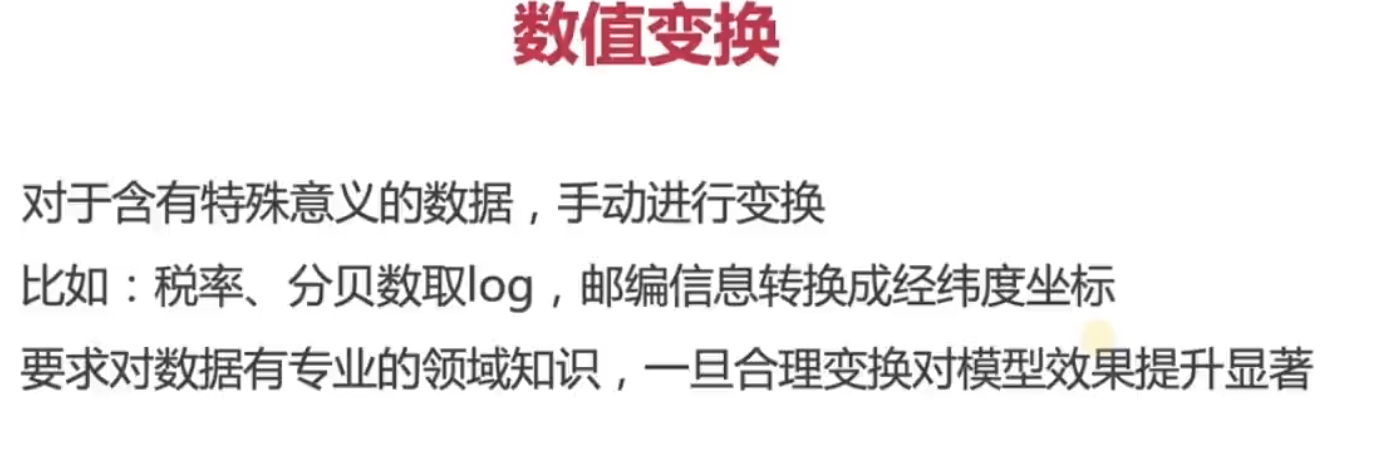 数值变换
对于含有特殊意义的数据，手动进行变换
比如：税率、分贝数取log，邮编信息转换成经纬度坐标
要求对数据有专业的领域知识，一旦合理变换对模型效果提升显著